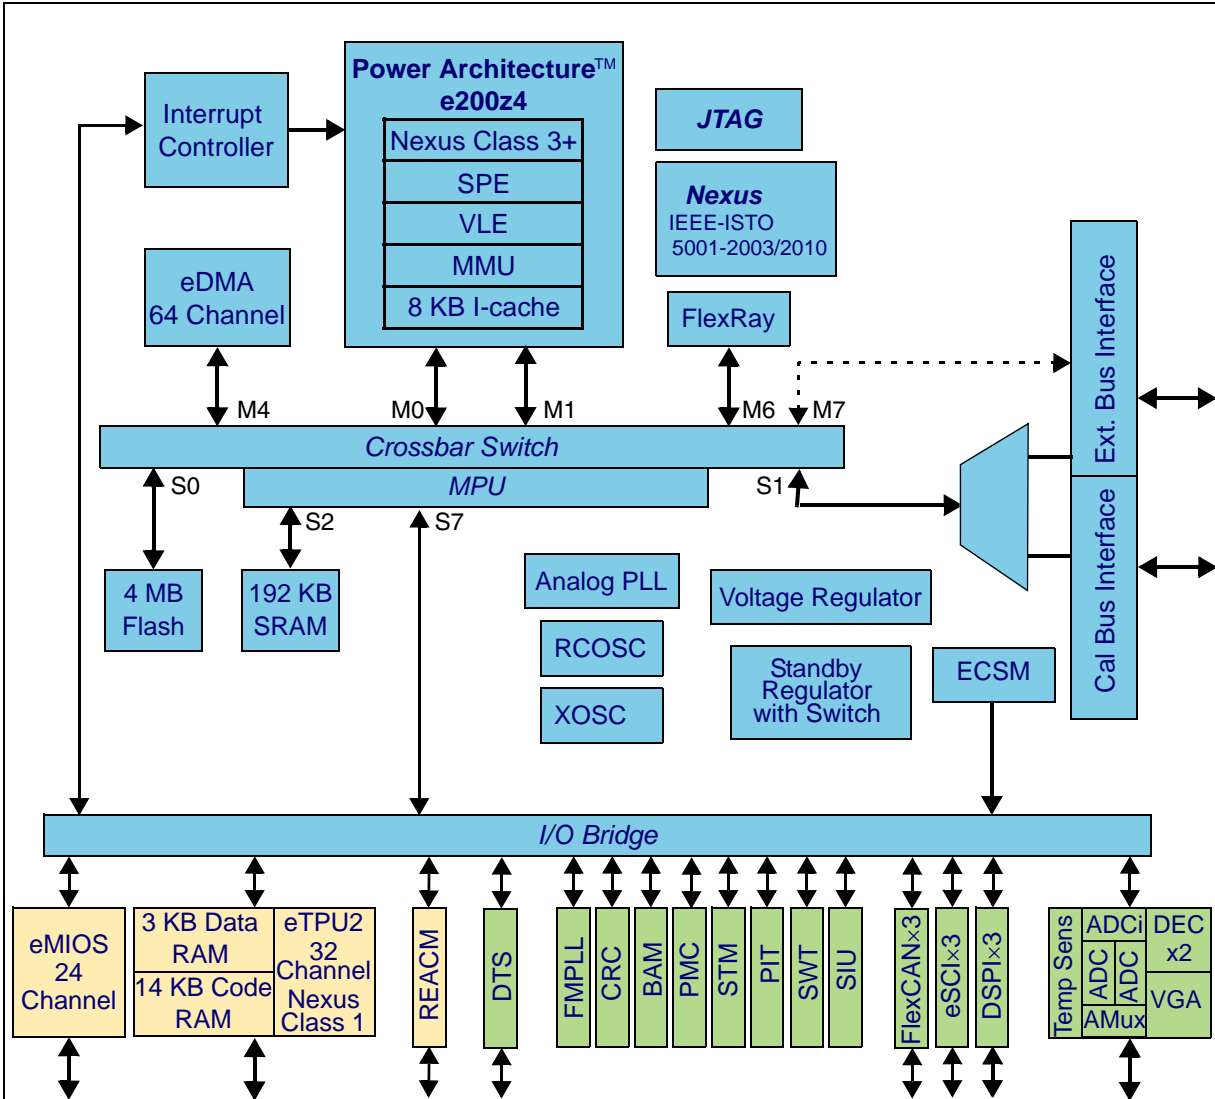 Power Architecture™
e200z4
Nexus Class 3+
SPE
VLE
MMU
8 KB I-cache
Interrupt
Controller
JTAG
Nexus
IEEE-ISTO
5001-2003/2010
eDMA
64 Channel
FlexRay
Ext. Bus Interface
Cal Bus Interface
M4
M0
M1
M6
M7
Crossbar Switch
MPU
S0
S2
S7
S1
4 MB
Flash
192 KB
SRAM
Analog PLL
Voltage Regulator
RCOSC
XOSC
Standby
Regulator
with Switch
ECSM
I/O Bridge
eMIOS
24
Channel
3 KB Data
RAM
14 KB Code
RAM
eTPU2
32
Channel
Nexus
Class 1
REACM
DTS
FMPLL
CRC
BAM
PMC
STM
PIT
SWT
SIU
FlexCAN×3
eSCI×3
DSPI×3
Temp Sens
ADCi
ADC
ADC
AMux
DEC
x2
VGA